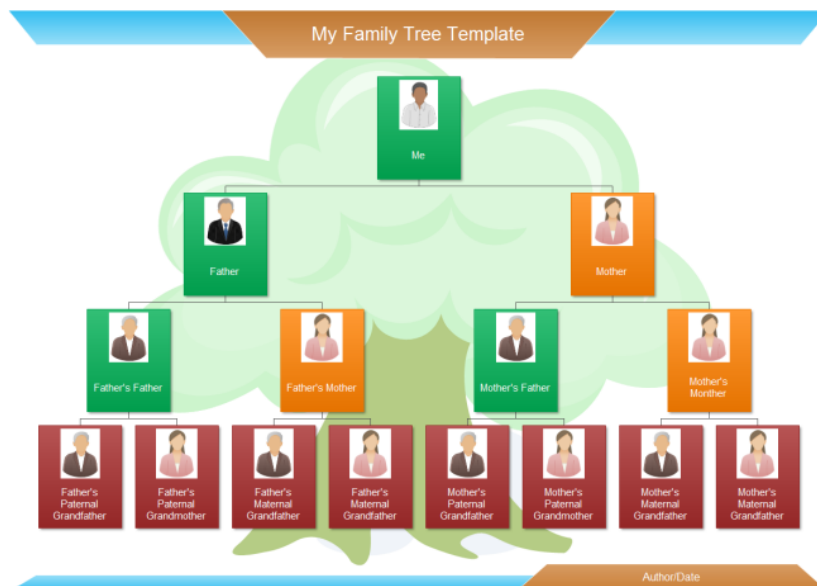 My Family Tree Template
Me
Father
Mother
Father's Father
Father's Mother
Mother's Father
Mother's
Monther
Father's
Paternal
Grandfather
Father's
Paternal
Grandmother
Father's
Maternal
Grandfather
Father's
Maternal
Grandfather
Mother's
Paternal
Grandfather
Mother's
Paternal
Grandmother
Mother's
Maternal
Grandfather
Mother's
Maternal
Grandfather
Author/Date